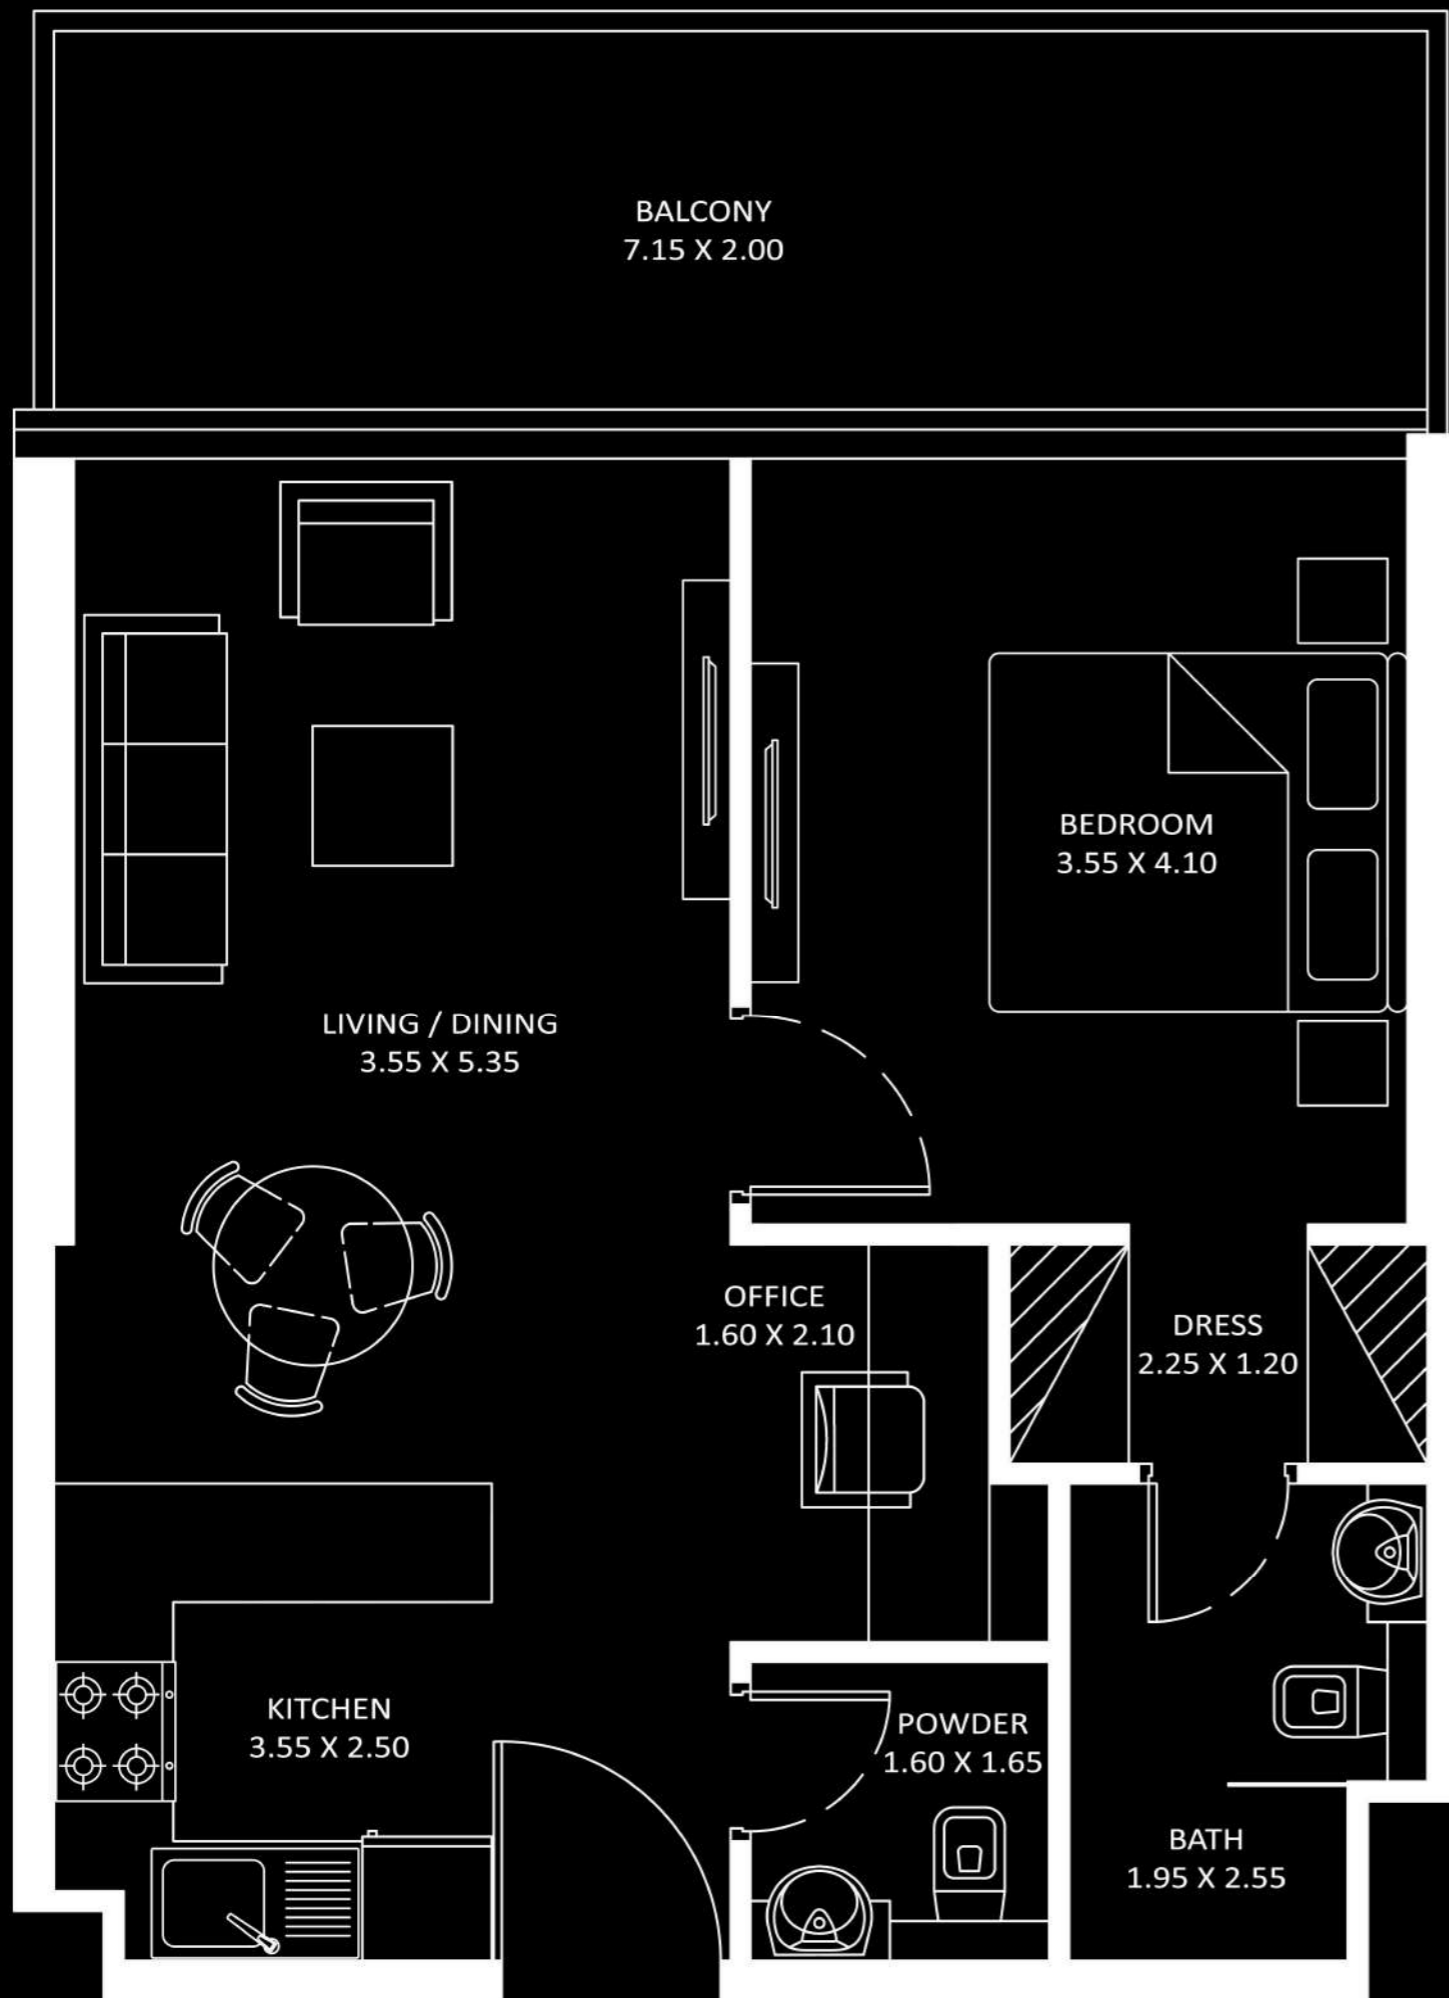 BALCONY
7.15 X 2.00
BEDROOM
3.55 X 4.10
LIVING / DINING
3.55 X 5.35
OFFICE
1.60 X 2.10
DRESS
2.25 X 1.20
KITCHEN
3.55 X 2.50
POWDER
1.60 X 1.65
BATH
1.95 X 2.55